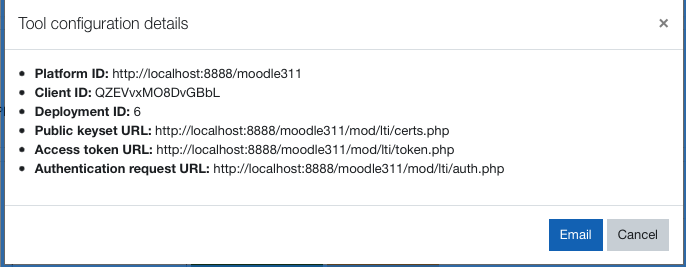 Tool configuration details ×
Platform ID: http://localhost:8888/moodle311
Client ID: QZEVvxMO8DvGBbL
Deployment ID: 6
Public keyset URL: http://localhost:8888/moodle311/mod/lti/certs.php
Access token URL: http://localhost:8888/moodle311/mod/lti/token.php
Authentication request URL: http://localhost:8888/moodle311/mod/lti/auth.php
Email Cancel